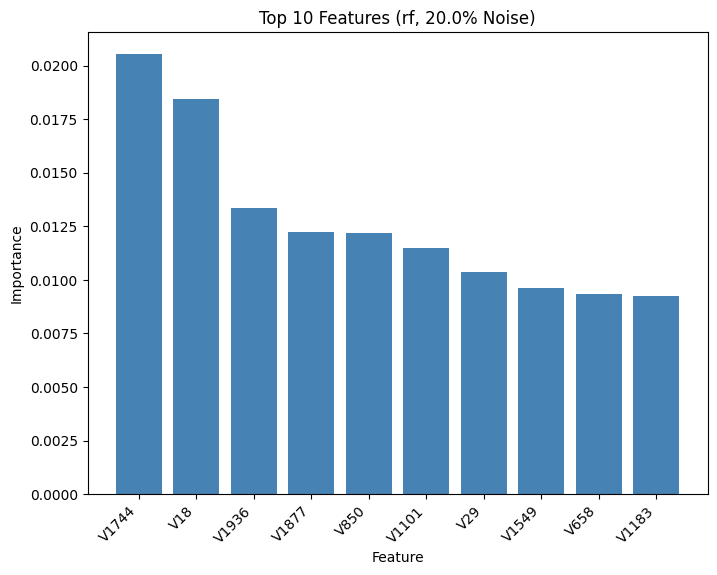 Top 10 Features (rf, 20.0% Noise)
0.0200
0.0175
0.0150
0.0125
0.0100
0.0075
0.0050
0.0025
0.0000
Importance
V1744
V18
V1936
V1877
V850
V1101
V29
V1549
V658
V1183
Feature